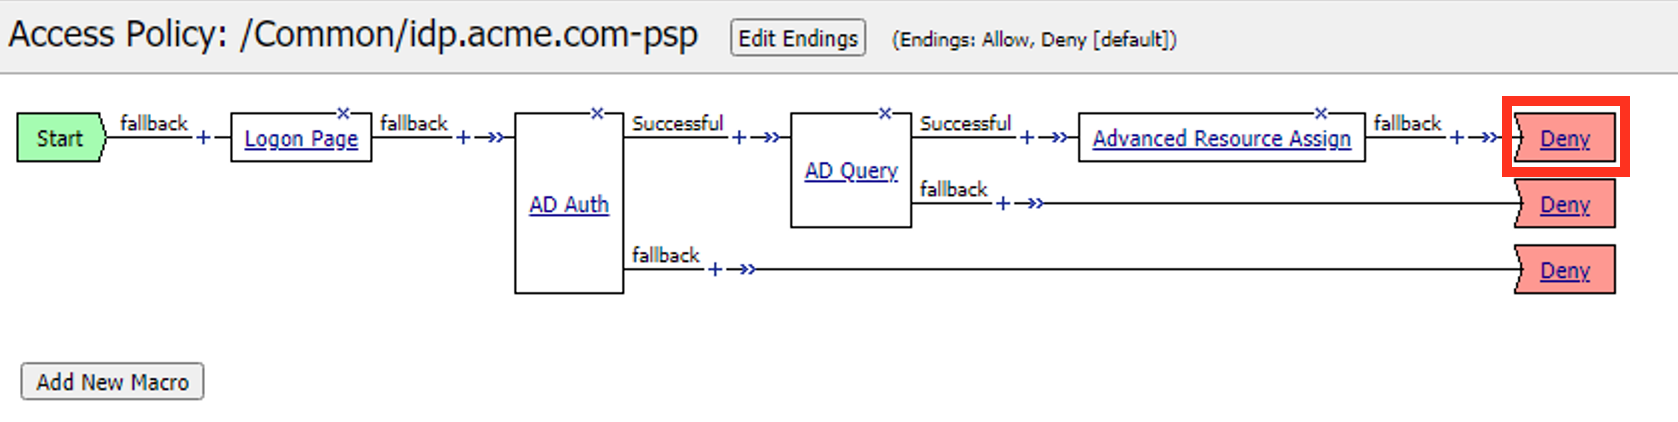 Access Policy: /Common/idp.acme.com-psp Edit Endings (Endings: Allow, Deny [default])
Start fallback + Logon Page fallback + Successful + Successful + Advanced Resource Assign fallback + Deny
AD Query
fallback + Deny
AD Auth
fallback + Deny
Add New Macro